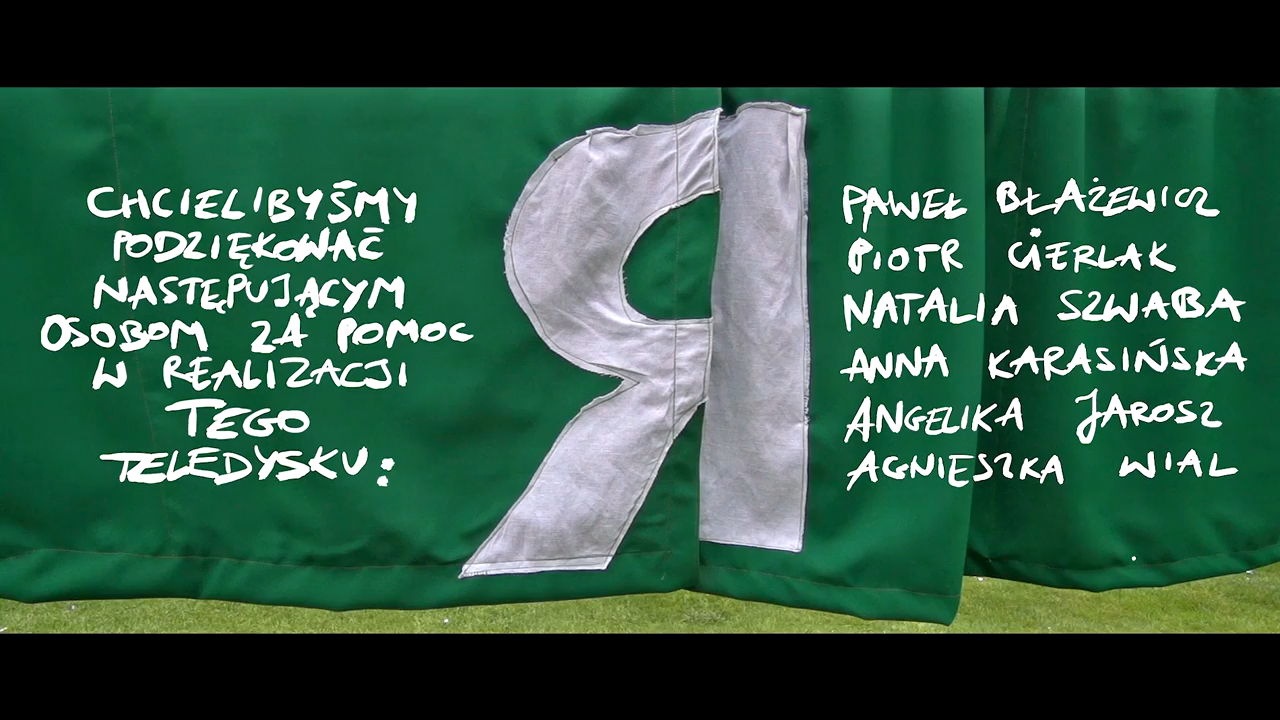 CHCIELIBYŚMY
PODZIĘKOWAĆ
NASTĘPUJĄCYM
OSOBOM ZA POMOC
W REALIZACJI
TEGO
TELEDYSKU:
Я
PAWEŁ BŁAŻEWICZ
PIOTR CIERLAK
NATALIA SZWABA
ANNA KARASIŃSKA
ANGELIKA JAROSZ
AGNIESZKA WIAL